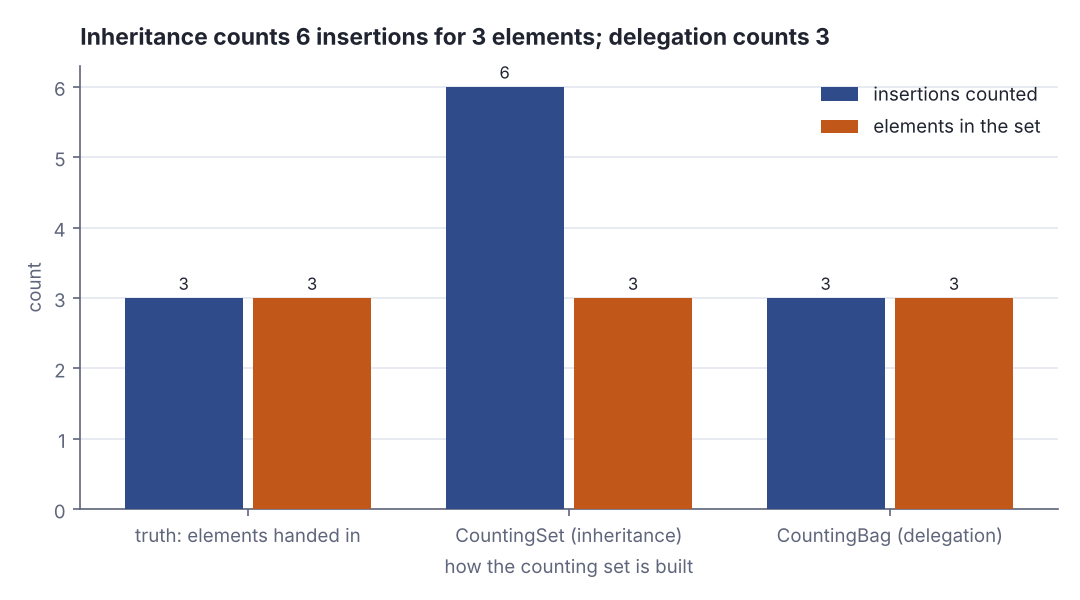 Inheritance counts 6 insertions for 3 elements; delegation counts 3
insertions counted
elements in the set
count
6
5
4
3
2
1
0
3
3
6
3
3
3
truth: elements handed in
CountingSet (inheritance)
CountingBag (delegation)
how the counting set is built